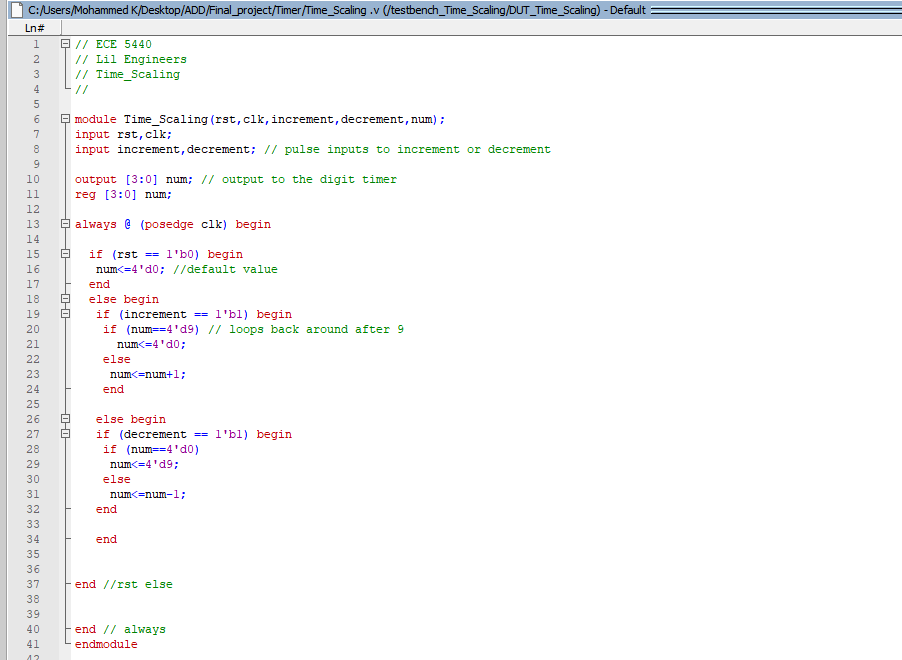 C:/Users/Mohammed K/Desktop/ADD/Final_project/Timer/Time_Scaling .v (/testbench_Time_Scaling/DUT_Time_Scaling) - Default
Ln#
1 // ECE 5440
2 // Lil Engineers
3 // Time_Scaling
4 //
5
6 module Time_Scaling(rst,clk,increment,decrement,num);
7 input rst,clk;
8 input increment,decrement; // pulse inputs to increment or decrement
9
10 output [3:0] num; // output to the digit timer
11 reg [3:0] num;
12
13 always @ (posedge clk) begin
14
15 if (rst == 1'b0) begin
16 num<=4'd0; //default value
17 end
18 else begin
19 if (increment == 1'b1) begin
20 if (num==4'd9) // loops back around after 9
21 num<=4'd0;
22 else
23 num<=num+1;
24 end
25
26 else begin
27 if (decrement == 1'b1) begin
28 if (num==4'd0)
29 num<=4'd9;
30 else
31 num<=num-1;
32 end
33
34 end
35
36
37 end //rst else
38
39
40 end // always
41 endmodule
42